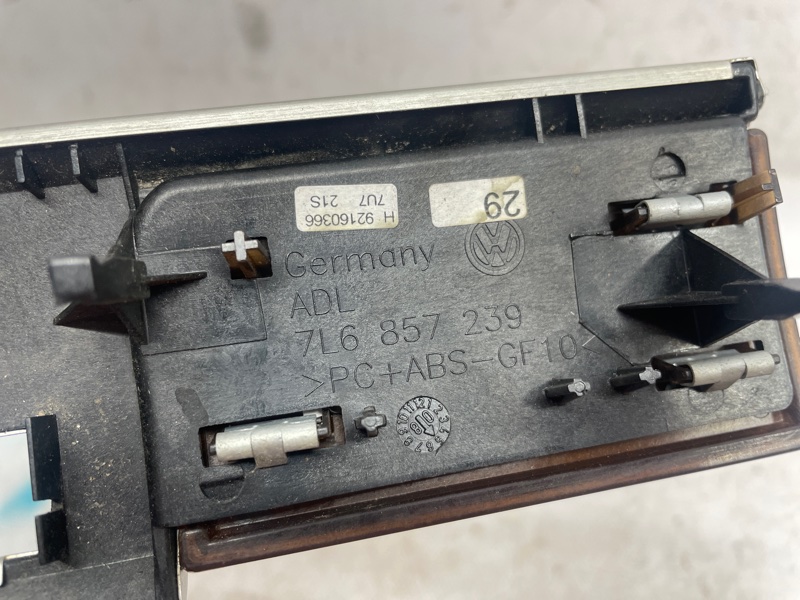 H 92160366
7U7 21S
29
Germany
ADL
7L6 857 239
>PC+ABS-GF10<